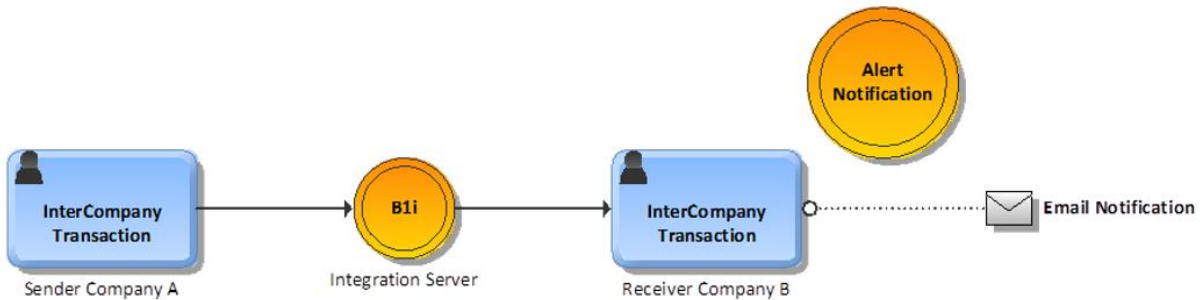 Alert
Notification
InterCompany
Transaction
Sender Company A
B1i
Integration Server
InterCompany
Transaction
Receiver Company B
Email Notification